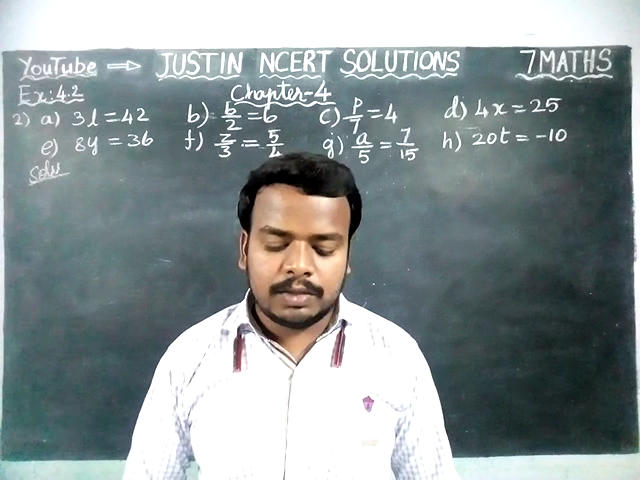 YouTube ⇒ JUSTIN NCERT SOLUTIONS 7MATHS
Ex:4.2 Chapter-4
2) a) 3l = 42 b) b/2 = 6 c) p/7 = 4 d) 4x = 25
e) 8y = 36 f) z/3 = 5/4 g) a/5 = 7/15 h) 20t = -10
Solu